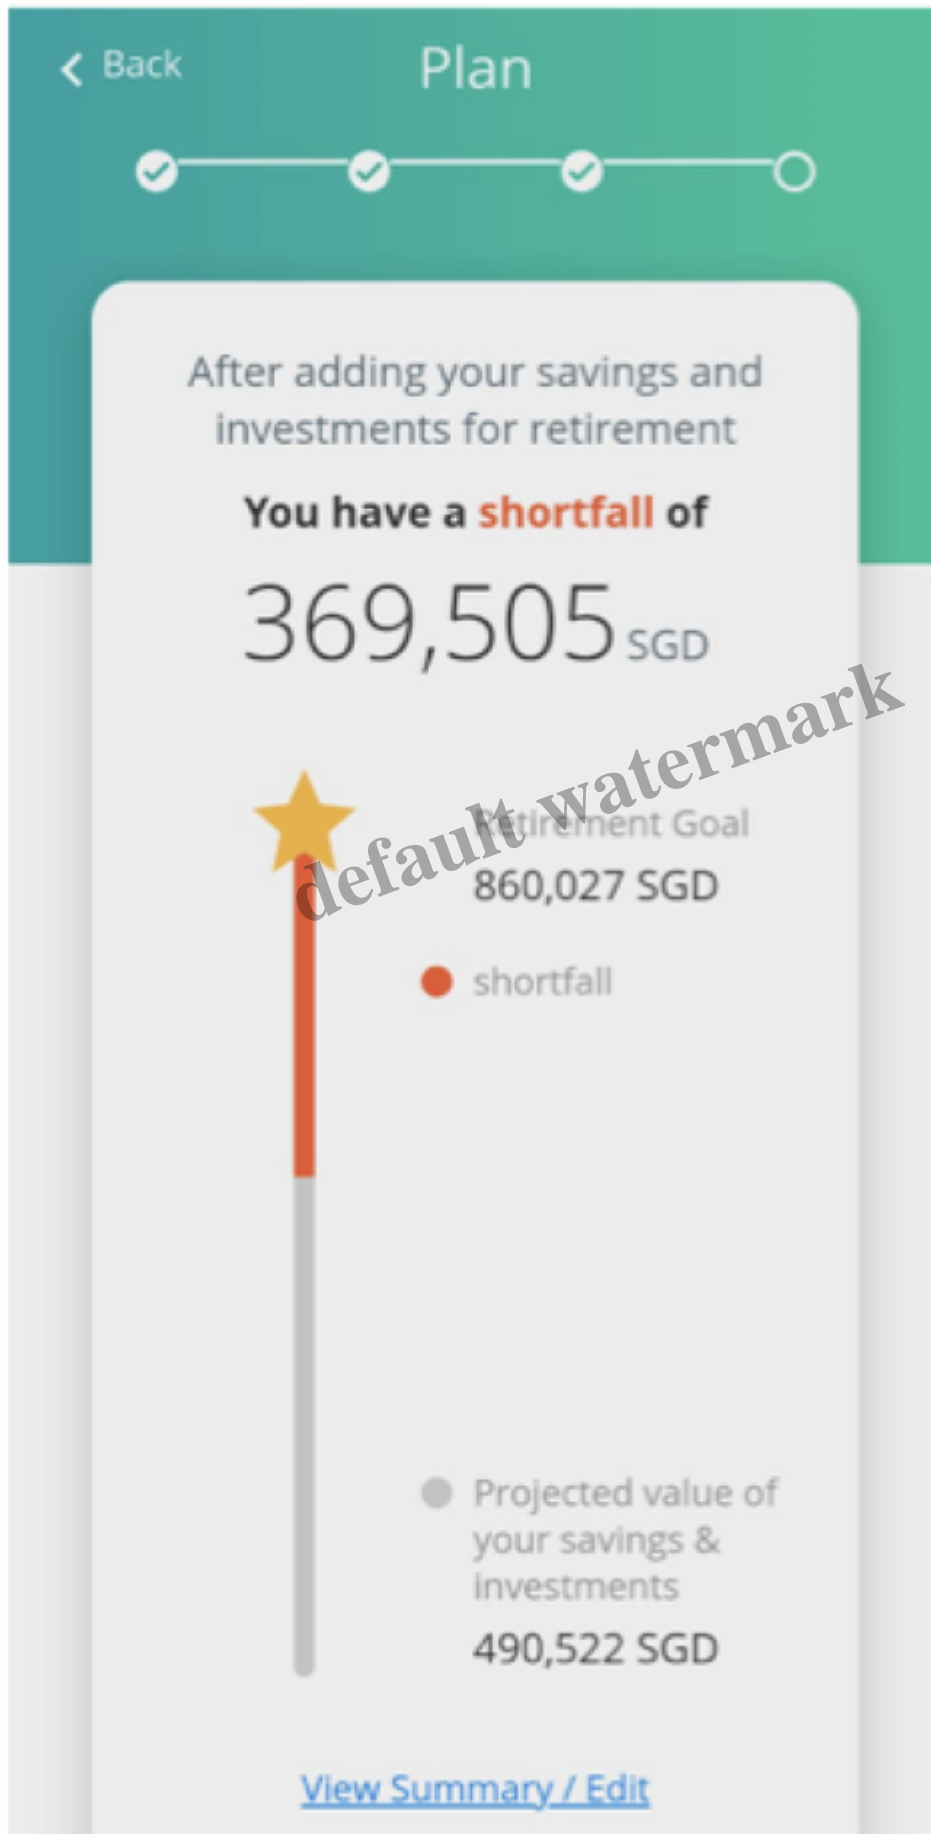 Back
Plan
After adding your savings and
investments for retirement
You have a shortfall of
369,505 SGD
default watermark
Retirement Goal
860,027 SGD
shortfall
Projected value of
your savings &
investments
490,522 SGD
View Summary / Edit